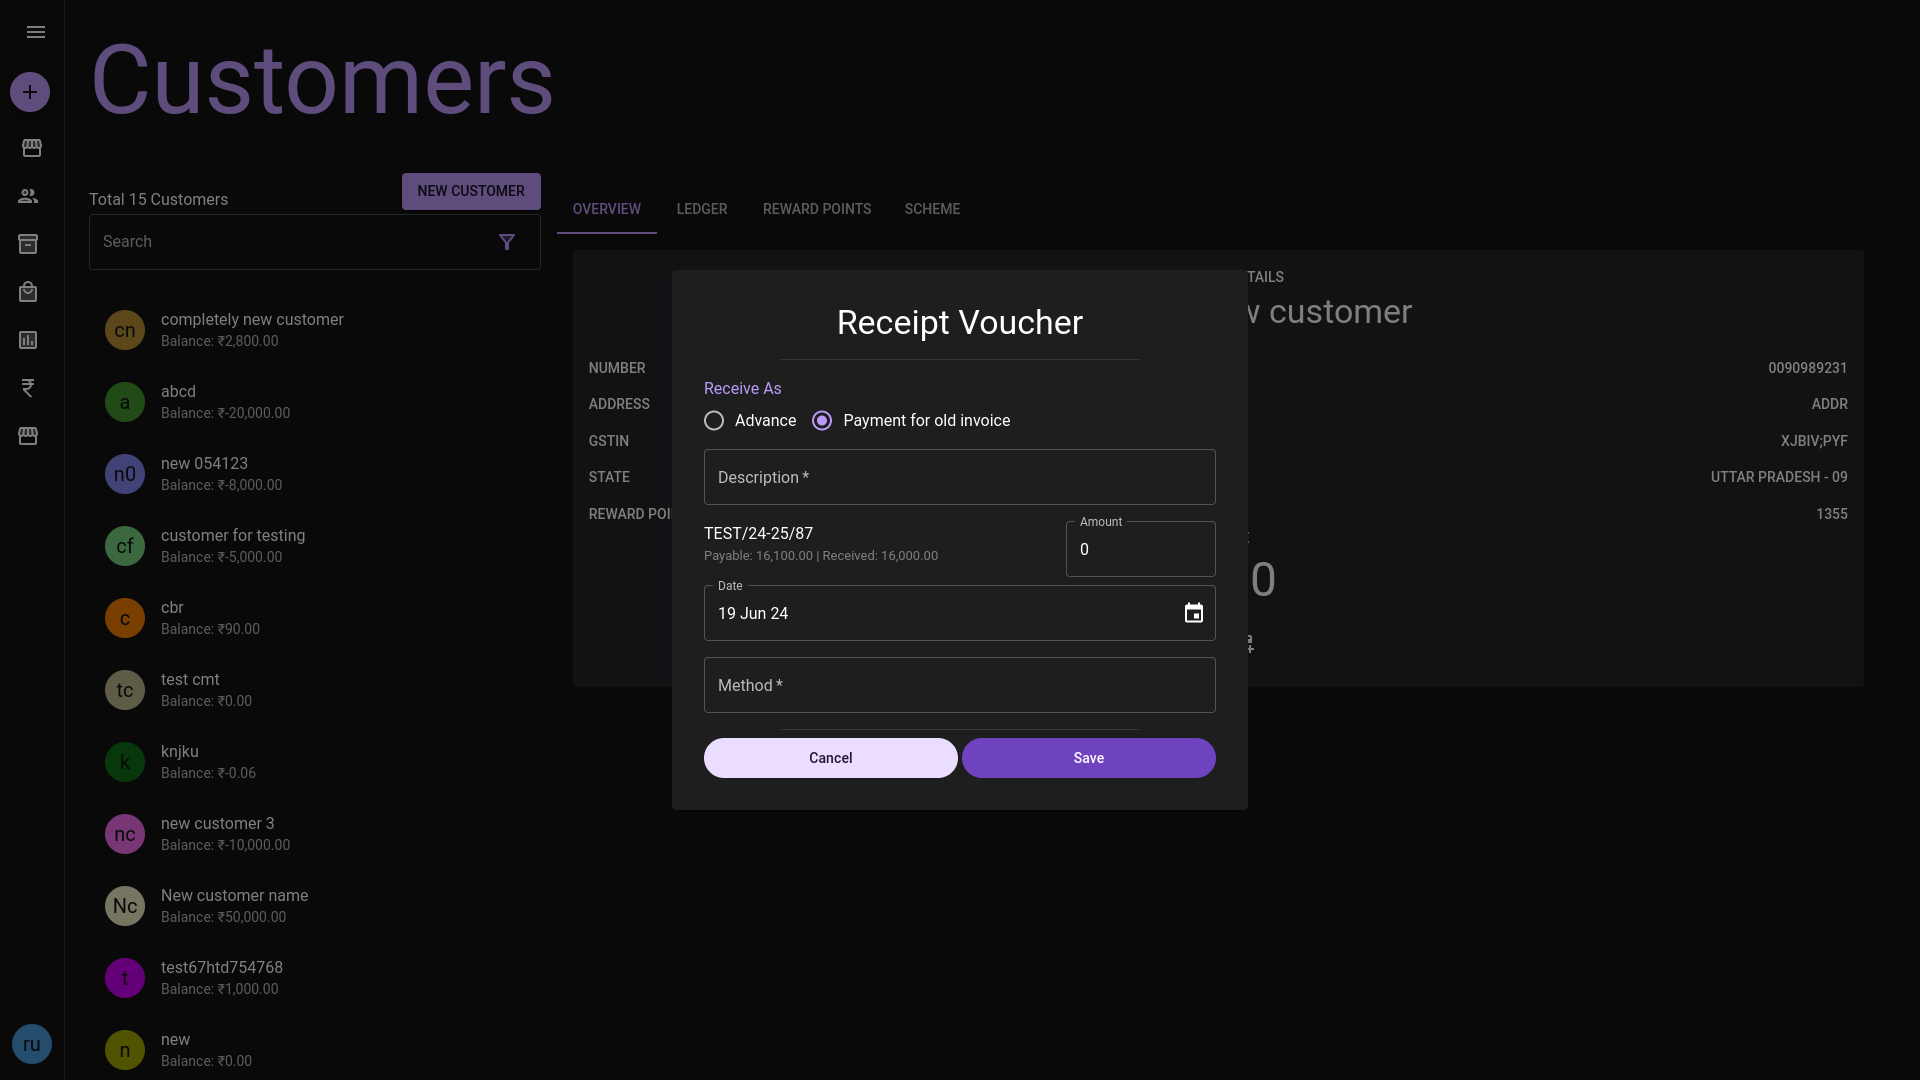 Customers
Total 15 Customers
NEW CUSTOMER
Search
cn
completely new customer
Balance: ₹2,800.00
a
abcd
Balance: ₹-20,000.00
n0
new 054123
Balance: ₹-8,000.00
cf
customer for testing
Balance: ₹-5,000.00
c
cbr
Balance: ₹90.00
tc
test cmt
Balance: ₹0.00
k
knjku
Balance: ₹-0.06
nc
new customer 3
Balance: ₹-10,000.00
Nc
New customer name
Balance: ₹50,000.00
t
test67htd754768
Balance: ₹1,000.00
n
new
Balance: ₹0.00
ru
OVERVIEW LEDGER REWARD POINTS SCHEME
TAILS
customer
NUMBER 0090989231
ADDRESS ADDR
GSTIN XJBIV;PYF
STATE UTTAR PRADESH - 09
REWARD POI 1355
0
Receipt Voucher
Receive As
Advance Payment for old invoice
Description *
TEST/24-25/87
Payable: 16,100.00 | Received: 16,000.00
Amount
0
Date
19 Jun 24
Method *
Cancel Save